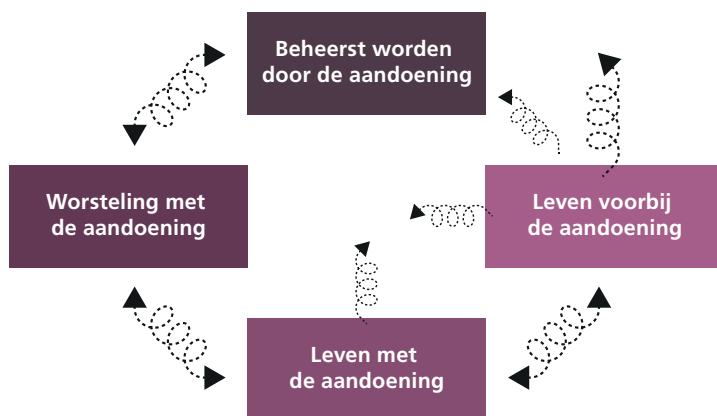 Beheerst worden
door de aandoening
Worsteling met
de aandoening
Leven voorbij
de aandoening
Leven met
de aandoening